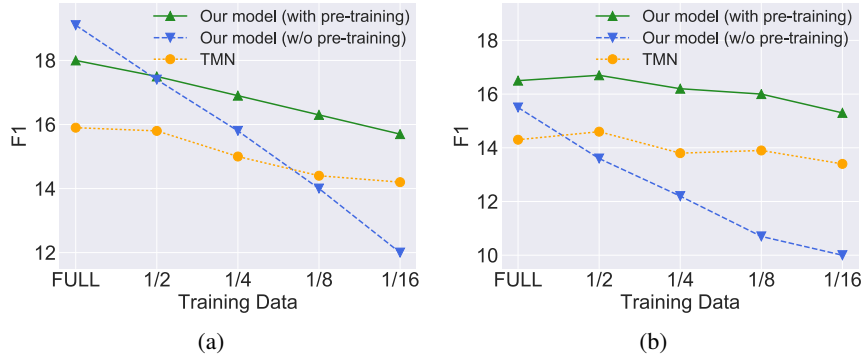 Our model (with pre-training)
Our model (w/o pre-training)
TMN
18
16
14
12
F1
FULL 1/2 1/4 1/8 1/16
Training Data
(a)
Our model (with pre-training)
Our model (w/o pre-training)
TMN
18
16
14
12
10
F1
FULL 1/2 1/4 1/8 1/16
Training Data
(b)